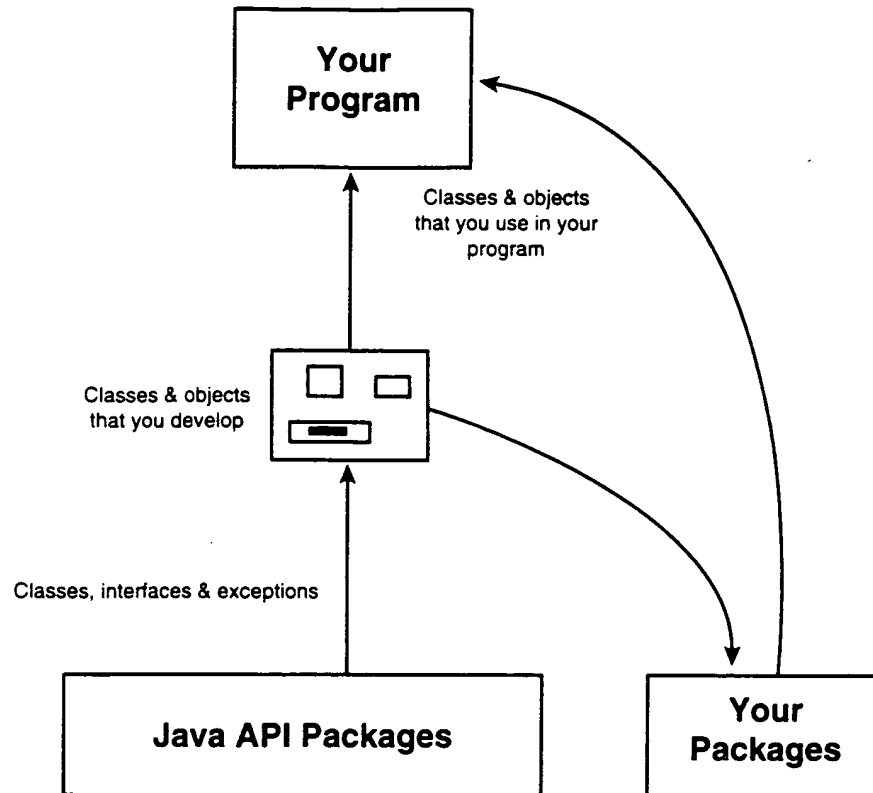 Your
Program
Classes & objects
that you use in your
program
Classes & objects
that you develop
Classes, interfaces & exceptions
Java API Packages
Your
Packages